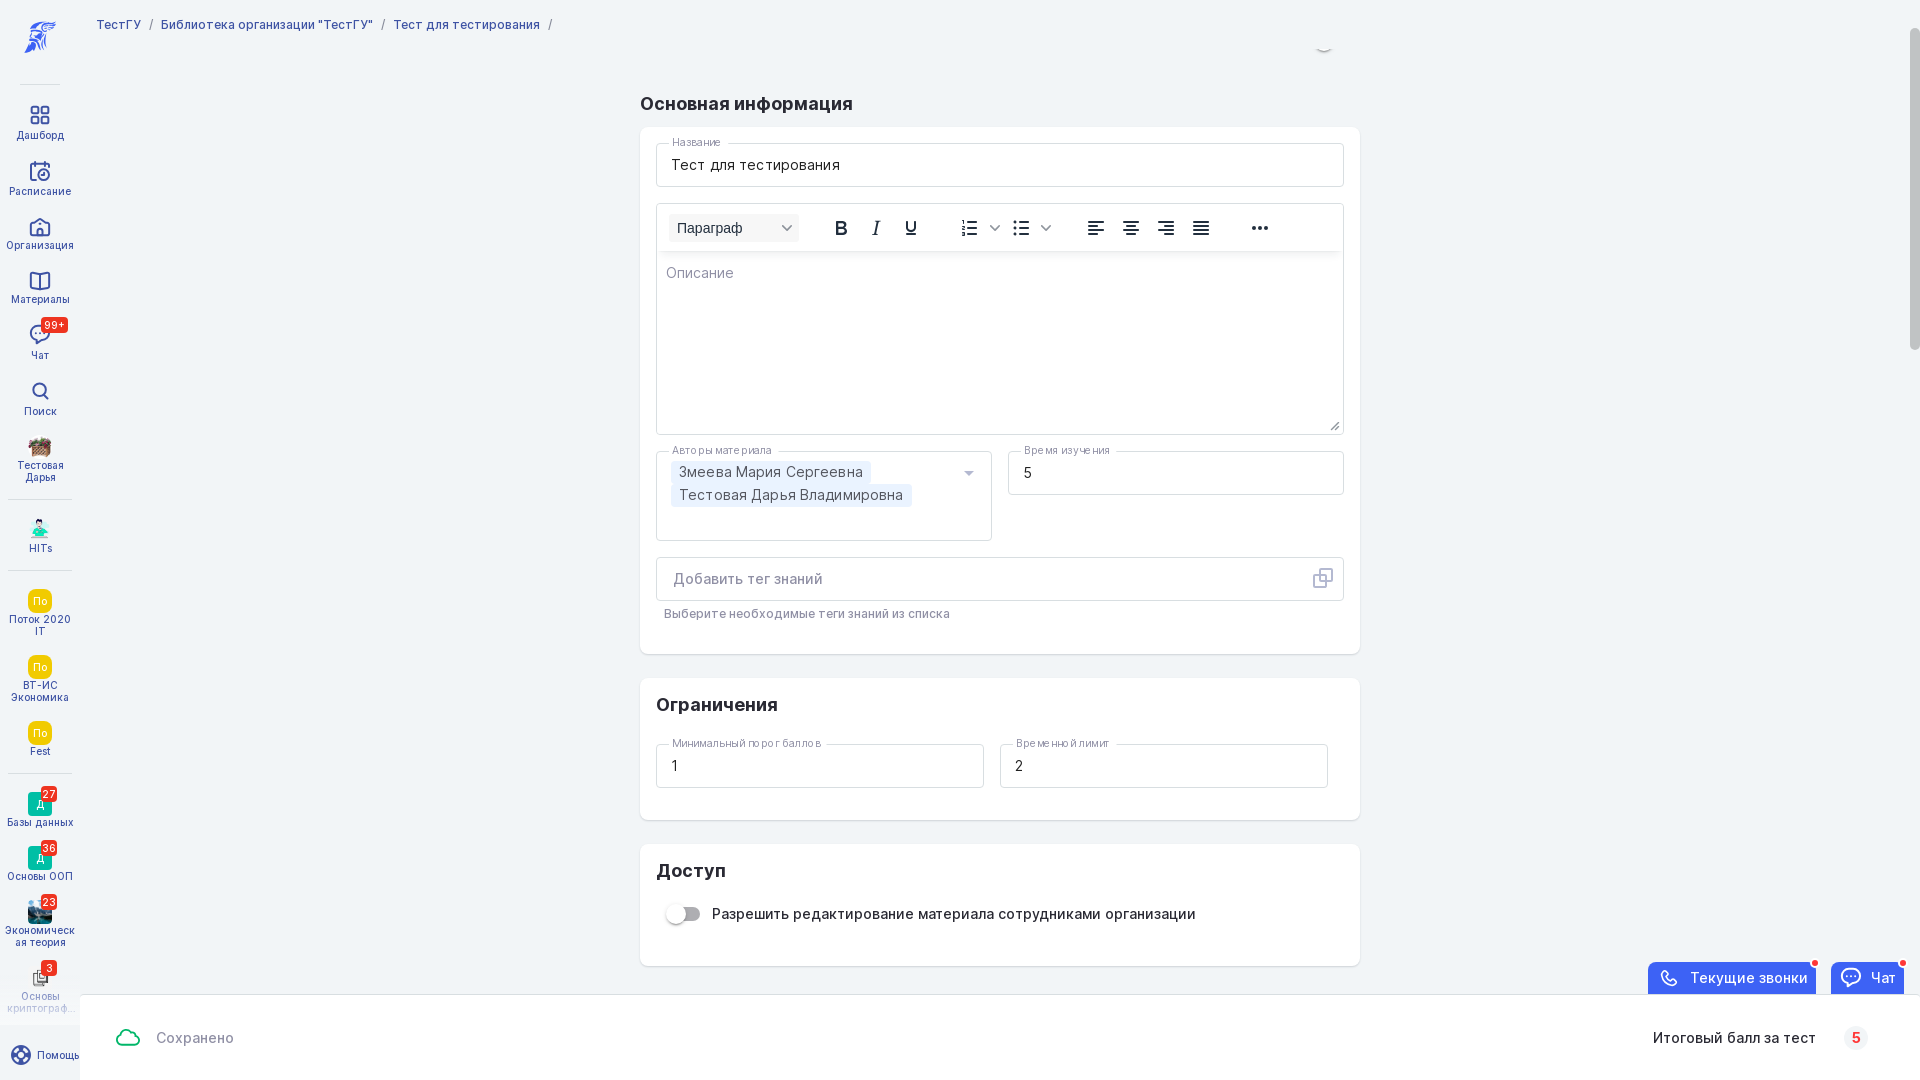 ТестГУ / Библиотека организации "ТестГУ" / Тест для тестирования /
Дашборд
Расписание
Организация
Материалы
99+
Чат
Поиск
Тестовая
Дарья
HITs
По
Поток 2020
IT
По
ВТ-ИС
Экономика
По
Fest
27
Д
Базы данных
36
Д
Основы ООП
23
Экономическ
ая теория
3
Основы
криптограф...
Помощь
Основная информация
Название
Тест для тестирования
Параграф
Описание
Авторы материала
Змеева Мария Сергеевна
Тестовая Дарья Владимировна
Время изучения
5
Добавить тег знаний
Выберите необходимые теги знаний из списка
Ограничения
Минимальный порог баллов
1
Временной лимит
2
Доступ
Разрешить редактирование материала сотрудниками организации
Текущие звонки
Чат
Сохранено
Итоговый балл за тест 5